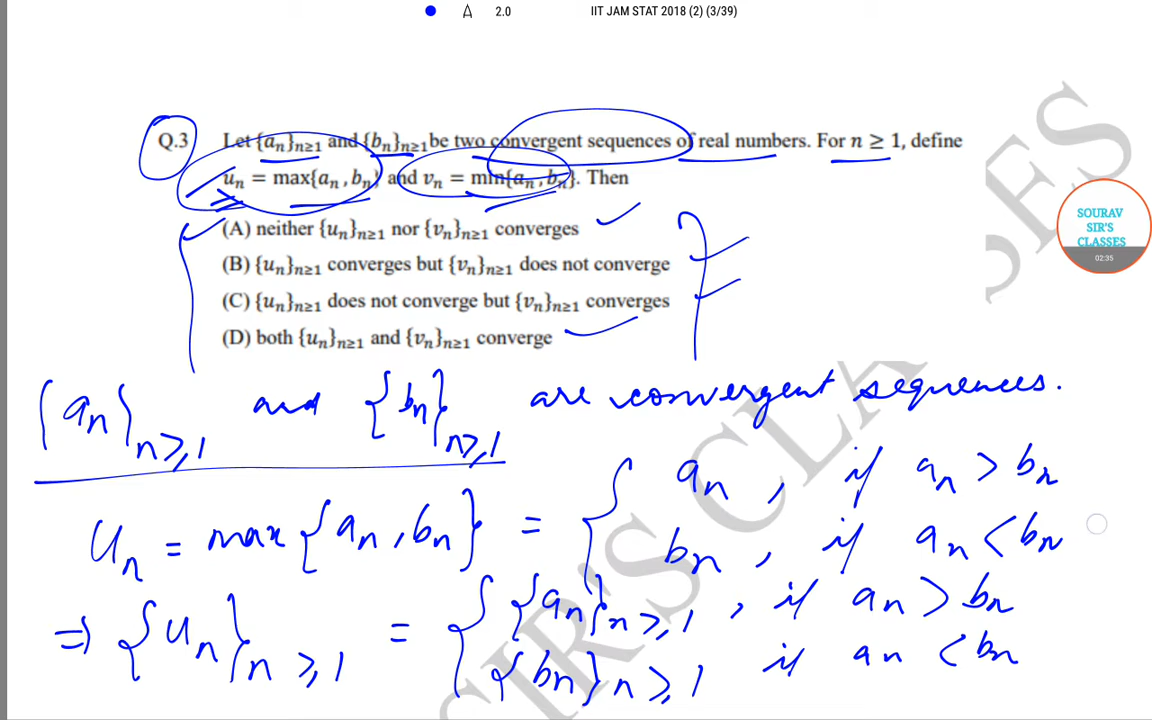 A 2.0 IIT JAM STAT 2018 (2) (3/39)
Q.3 Let {aₙ}ₙ≥₁ and {bₙ}ₙ≥₁ be two convergent sequences of real numbers. For n ≥ 1, define
uₙ = max{aₙ, bₙ} and vₙ = min{aₙ, bₙ}. Then
(A) neither {uₙ}ₙ≥₁ nor {vₙ}ₙ≥₁ converges
(B) {uₙ}ₙ≥₁ converges but {vₙ}ₙ≥₁ does not converge
(C) {uₙ}ₙ≥₁ does not converge but {vₙ}ₙ≥₁ converges
(D) both {uₙ}ₙ≥₁ and {vₙ}ₙ≥₁ converge
SOURAV
SIR'S
CLASSES
02:35
{aₙ}ₙ≥₁ and {bₙ}ₙ≥₁ are convergent sequences.
uₙ = max{aₙ, bₙ} = { aₙ, if aₙ > bₙ
bₙ, if aₙ < bₙ
⇒ {uₙ}ₙ≥₁ = { {aₙ}ₙ≥₁, if aₙ > bₙ
{bₙ}ₙ≥₁ if aₙ < bₙ